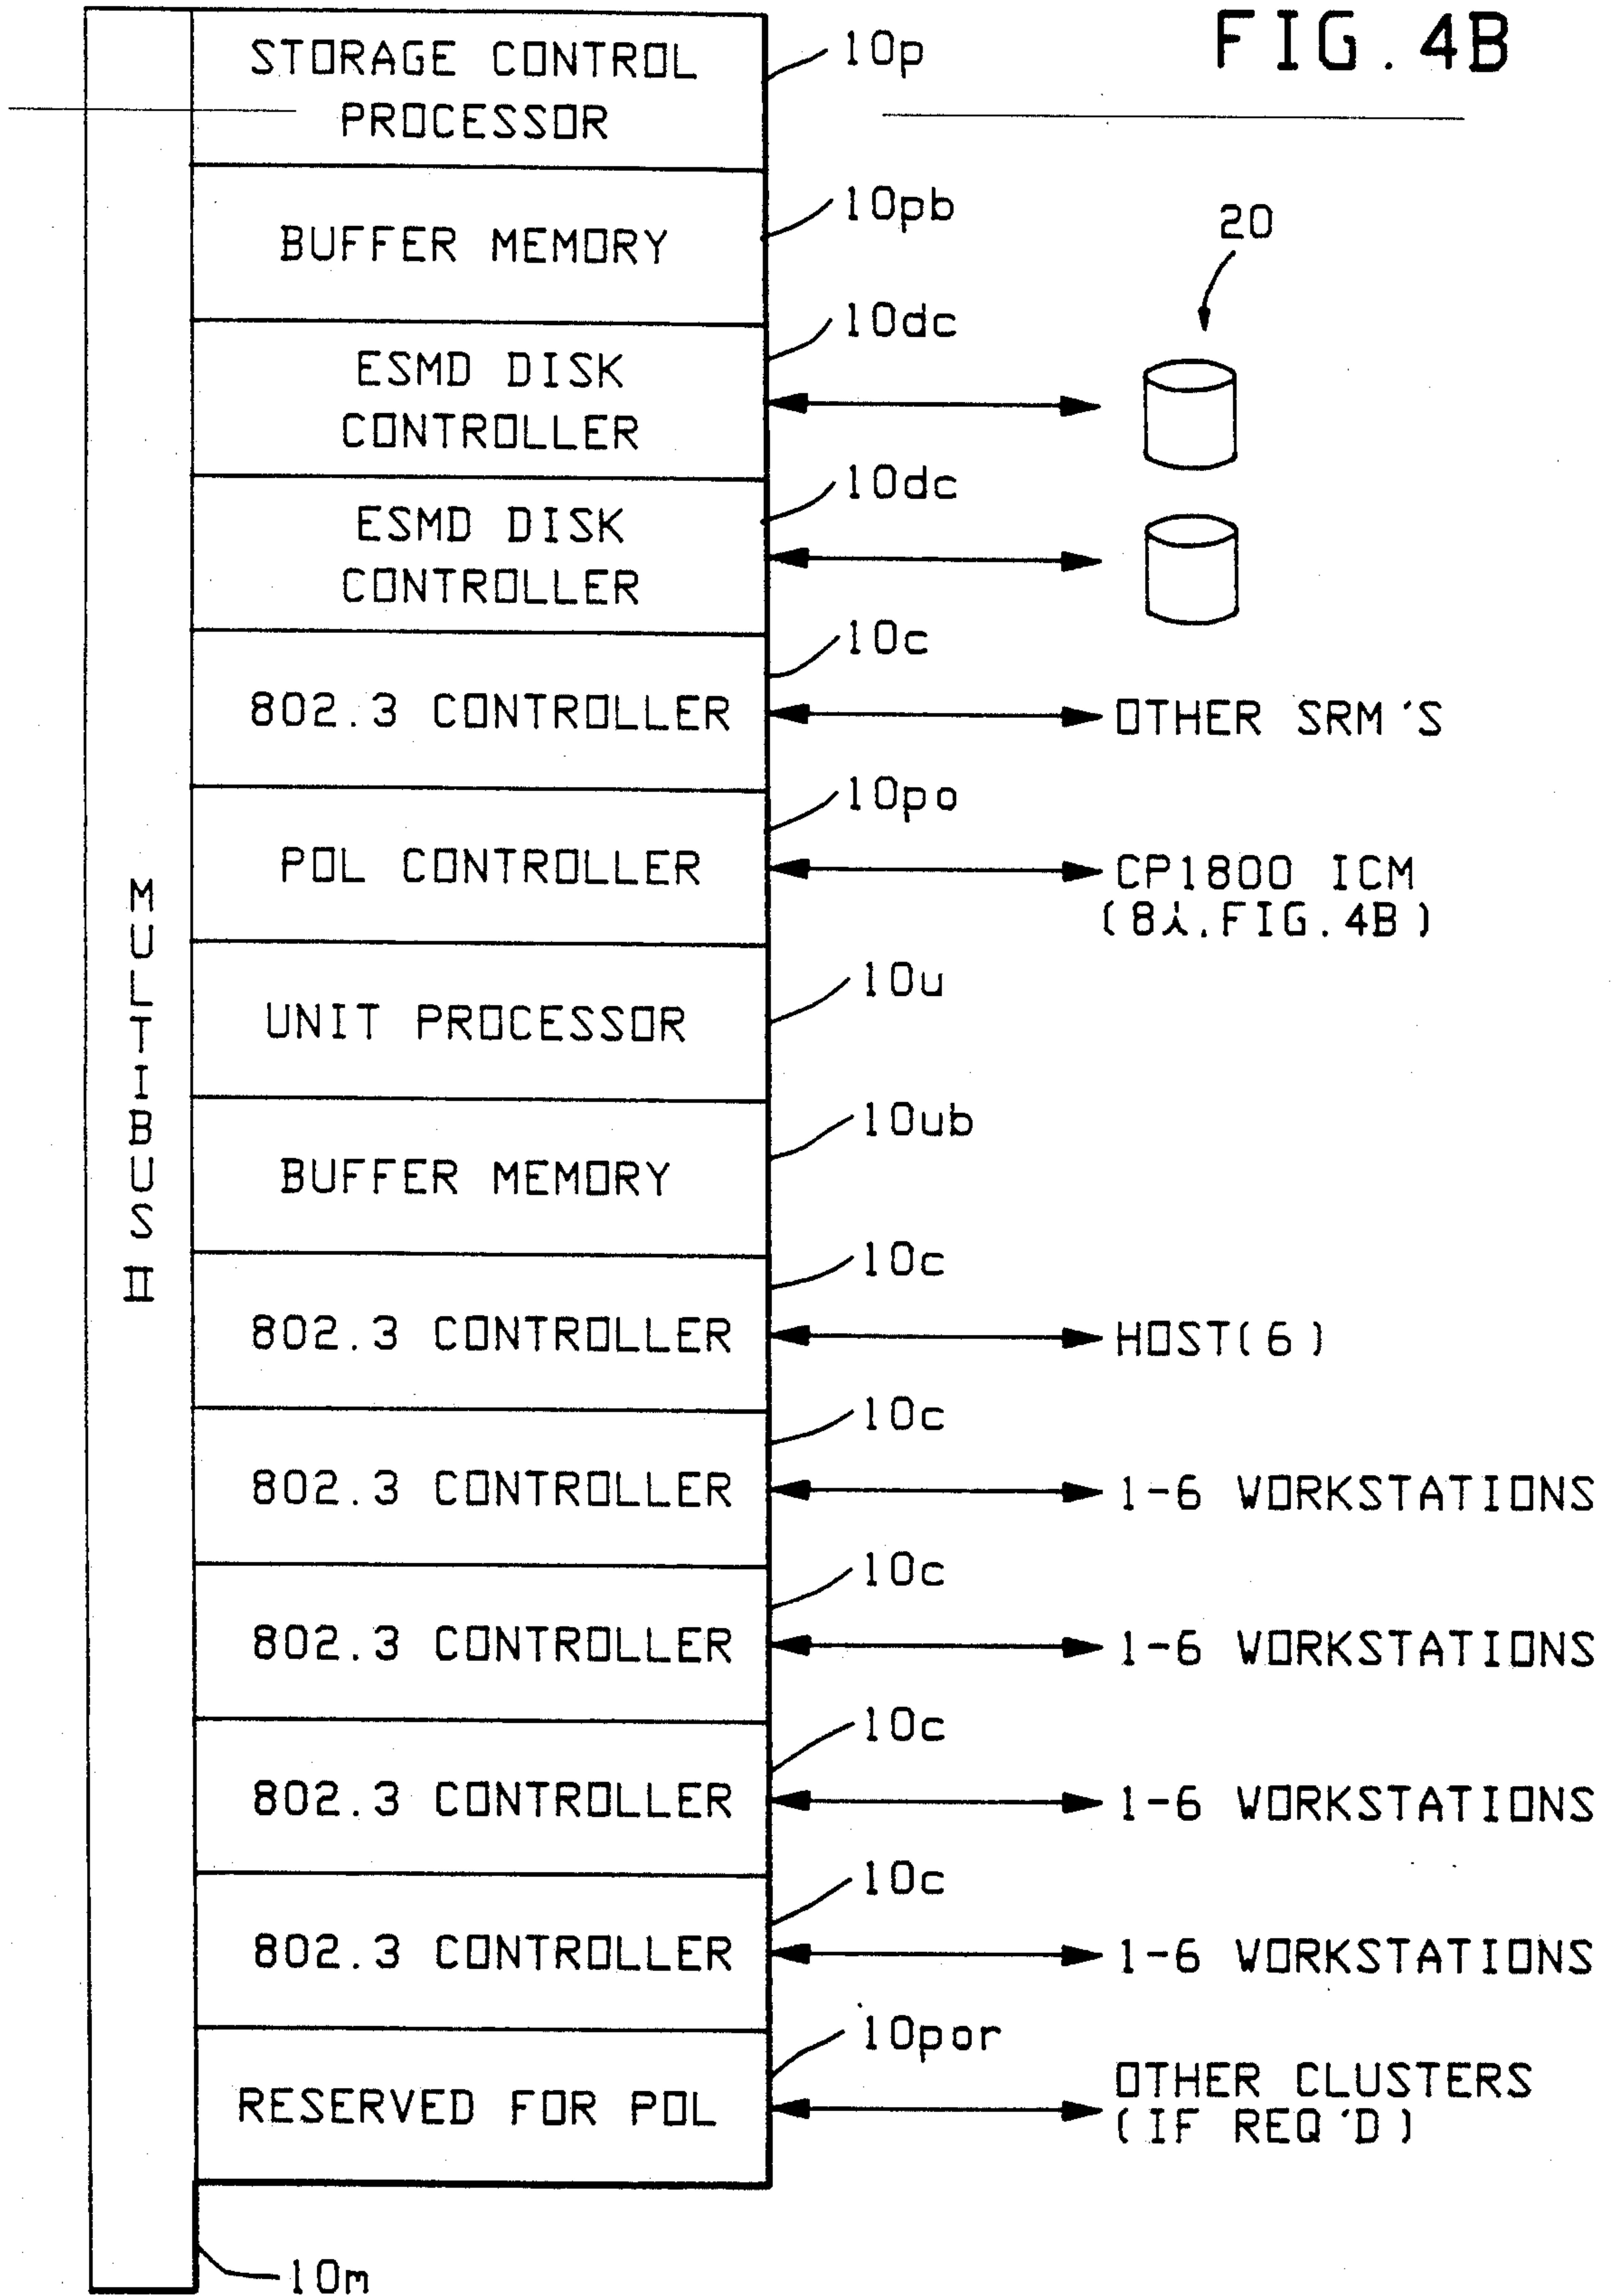 FIG. 4B
STORAGE CONTROL
PROCESSOR
10p
BUFFER MEMORY
10pb
20
ESMD DISK
CONTROLLER
10dc
ESMD DISK
CONTROLLER
10dc
802.3 CONTROLLER
10c
OTHER SRM'S
POL CONTROLLER
10po
CP1800 ICM
(8i, FIG. 4B)
UNIT PROCESSOR
10u
BUFFER MEMORY
10ub
802.3 CONTROLLER
10c
HOST(6)
802.3 CONTROLLER
10c
1-6 WORKSTATIONS
802.3 CONTROLLER
10c
1-6 WORKSTATIONS
802.3 CONTROLLER
10c
1-6 WORKSTATIONS
802.3 CONTROLLER
10c
1-6 WORKSTATIONS
RESERVED FOR POL
10por
OTHER CLUSTERS
(IF REQ'D)
MULTIBUS II
10m